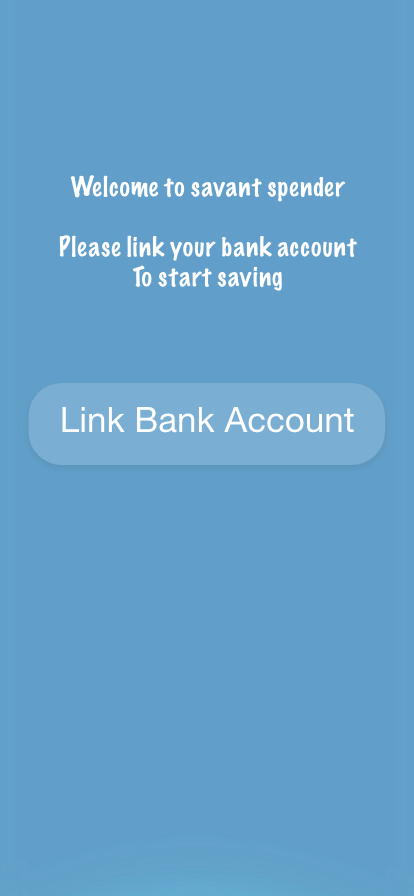 Welcome to savant spender
Please link your bank account
To start saving
Link Bank Account